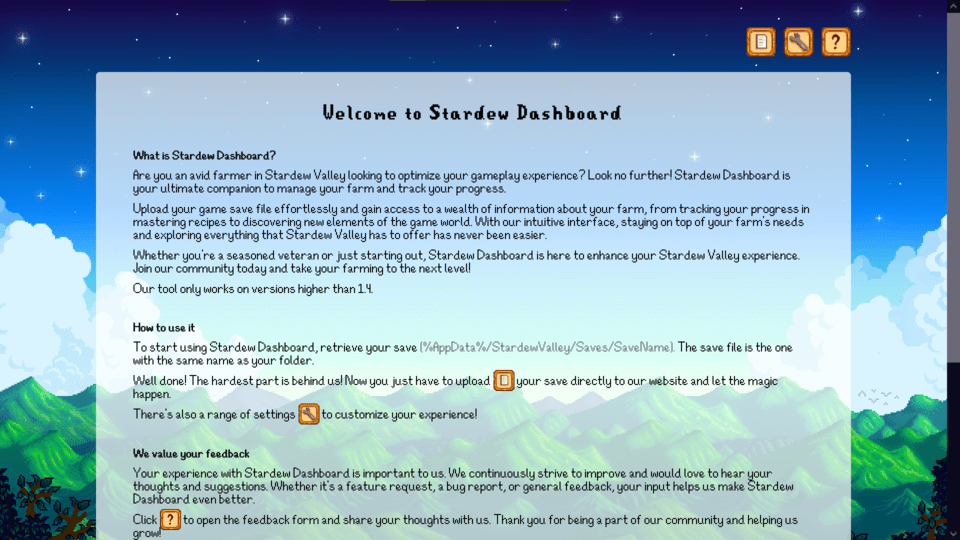 Welcome to Stardew Dashboard
What is Stardew Dashboard?
Are you an avid farmer in Stardew Valley looking to optimize your gameplay experience? Look no further! Stardew Dashboard is
your ultimate companion to manage your farm and track your progress.
Upload your game save file effortlessly and gain access to a wealth of information about your farm, from tracking your progress in
mastering recipes to discovering new elements of the game world. With our intuitive interface, staying on top of your farm's needs
and exploring everything that Stardew Valley has to offer has never been easier.
Whether you're a seasoned veteran or just starting out, Stardew Dashboard is here to enhance your Stardew Valley experience.
Join our community today and take your farming to the next level!
Our tool only works on versions higher than 1.4.
How to use it
To start using Stardew Dashboard, retrieve your save (%AppData%/StardewValley/Saves/SaveName). The save file is the one
with the same name as your folder.
Well done! The hardest part is behind us! Now you just have to upload your save directly to our website and let the magic
happen.
There's also a range of settings to customize your experience!
We value your feedback
Your experience with Stardew Dashboard is important to us. We continuously strive to improve and would love to hear your
thoughts and suggestions. Whether it's a feature request, a bug report, or general feedback, your input helps us make Stardew
Dashboard even better.
Click ? to open the feedback form and share your thoughts with us. Thank you for being a part of our community and helping us
grow!